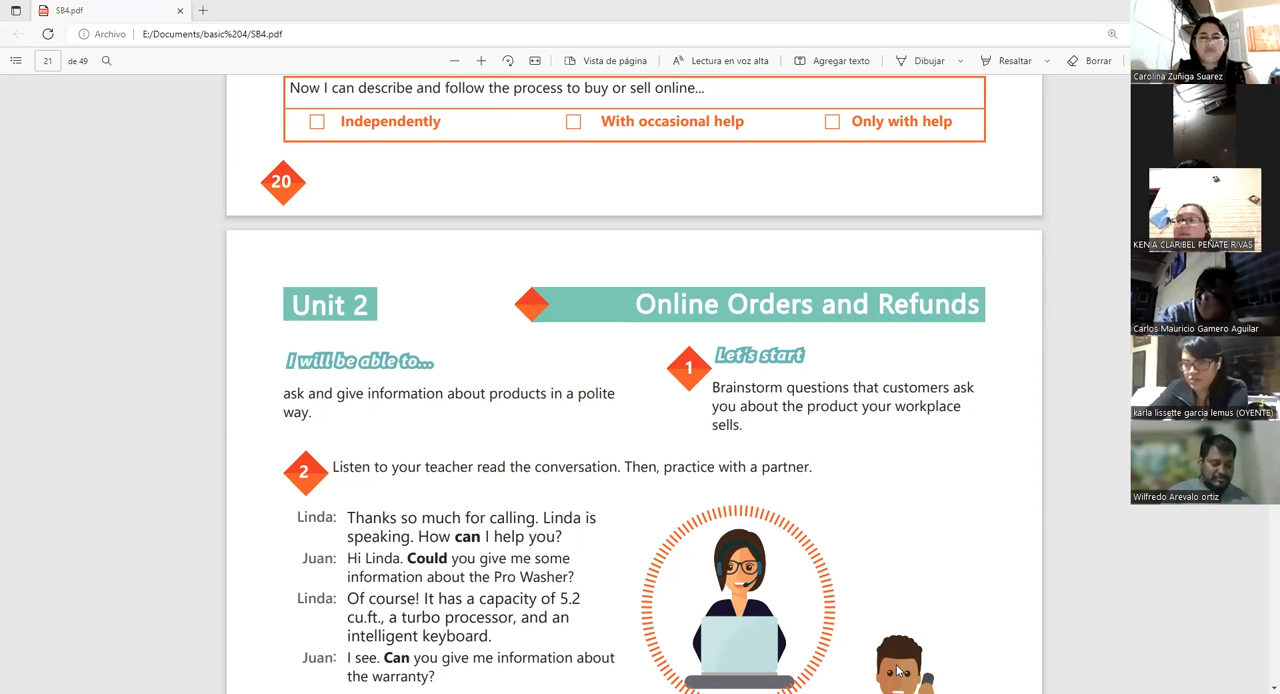 SB4.pdf
Archivo
E:/Documents/basic%204/SB4.pdf
21
de 49
Vista de página
Lectura en voz alta
Agregar texto
Dibujar
Resaltar
Borrar
Now I can describe and follow the process to buy or sell online...
Independently
With occasional help
Only with help
20
Unit 2
Online Orders and Refunds
I will be able to...
ask and give information about products in a polite
way.
1
Let's start
Brainstorm questions that customers ask
you about the product your workplace
sells.
2
Listen to your teacher read the conversation. Then, practice with a partner.
Linda: Thanks so much for calling. Linda is
speaking. How can I help you?
Juan: Hi Linda. Could you give me some
information about the Pro Washer?
Linda: Of course! It has a capacity of 5.2
cu.ft., a turbo processor, and an
intelligent keyboard.
Juan: I see. Can you give me information about
the warranty?
Carolina Zuñiga Suarez
KENIA CLARIBEL PEÑATE RIVAS
Carlos Mauricio Gamero Aguilar
karla lissette garcia lemus (OYENTE)
Wilfredo Arevalo ortiz